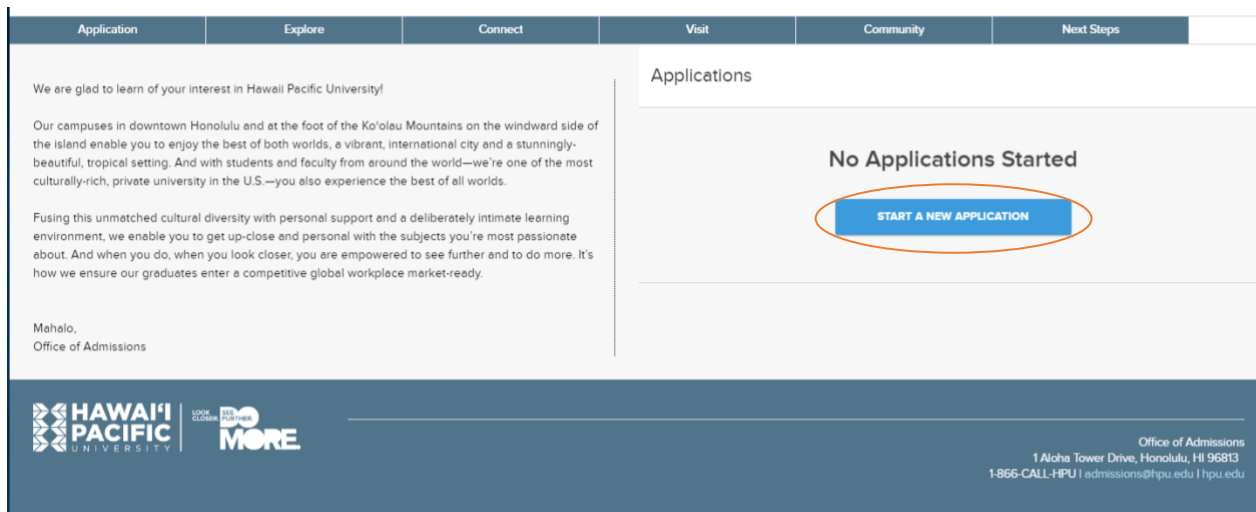 Application Explore Connect Visit Community Next Steps
We are glad to learn of your interest in Hawaii Pacific University!
Our campuses in downtown Honolulu and at the foot of the Ko'olau Mountains on the windward side of
the island enable you to enjoy the best of both worlds, a vibrant, international city and a stunningly-
beautiful, tropical setting. And with students and faculty from around the world—we're one of the most
culturally-rich, private university in the U.S.—you also experience the best of all worlds.
Fusing this unmatched cultural diversity with personal support and a deliberately intimate learning
environment, we enable you to get up-close and personal with the subjects you're most passionate
about. And when you do, when you look closer, you are empowered to see further and to do more. It's
how we ensure our graduates enter a competitive global workplace market-ready.
Mahalo,
Office of Admissions
Applications
No Applications Started
START A NEW APPLICATION
HAWAI'I
PACIFIC
UNIVERSITY
LOOK
CLOSER.
SEE
FURTHER.
DO
MORE.
Office of Admissions
1 Aloha Tower Drive, Honolulu, HI 96813
1-866-CALL-HPU | admissions@hpu.edu | hpu.edu